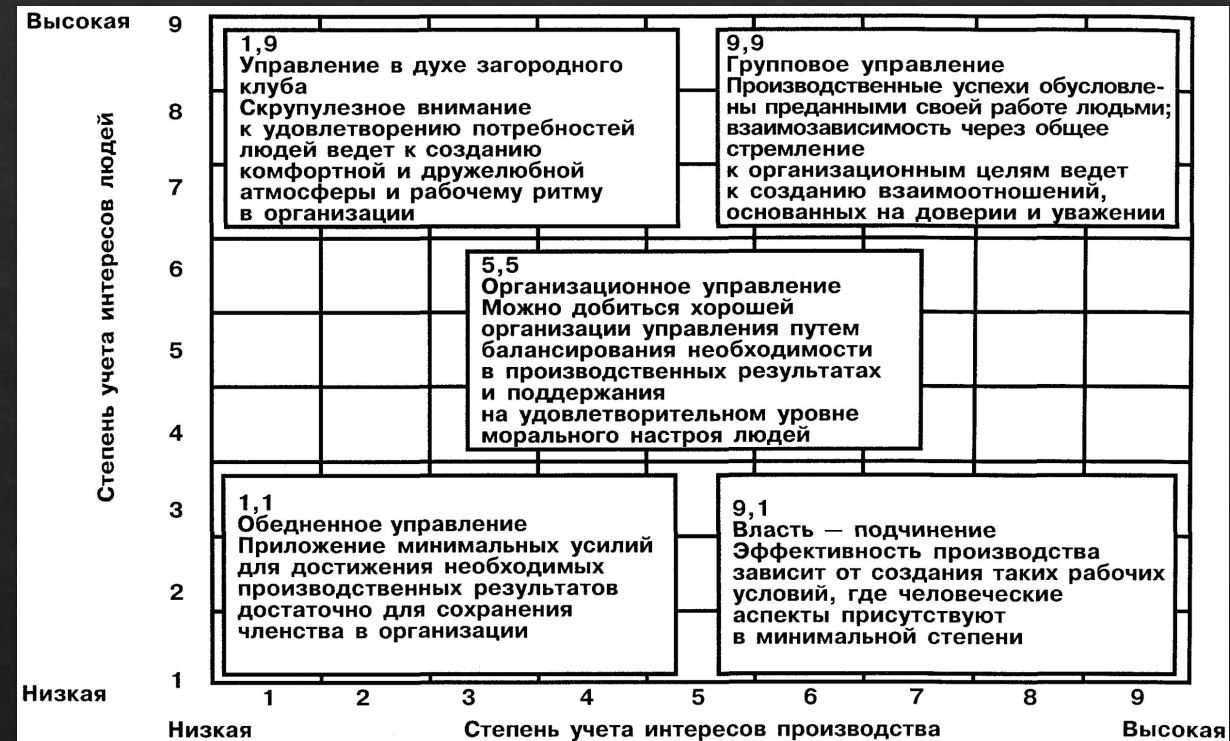 Высокая
9
8
7
6
5
4
3
2
1
Степень учета интересов людей
1,9
Управление в духе загородного
клуба
Скрупулезное внимание
к удовлетворению потребностей
людей ведет к созданию
комфортной и дружелюбной
атмосферы и рабочему ритму
в организации
9,9
Групповое управление
Производственные успехи обусловле-
ны преданными своей работе людьми;
взаимозависимость через общее
стремление
к организационным целям ведет
к созданию взаимоотношений,
основанных на доверии и уважении
5,5
Организационное управление
Можно добиться хорошей
организации управления путем
балансирования необходимости
в производственных результатах
и поддержания
на удовлетворительном уровне
морального настроя людей
1,1
Обедненное управление
Приложение минимальных усилий
для достижения необходимых
производственных результатов
достаточно для сохранения
членства в организации
9,1
Власть — подчинение
Эффективность производства
зависит от создания таких рабочих
условий, где человеческие
аспекты присутствуют
в минимальной степени
Низкая
1 2 3 4 5 6 7 8 9
Низкая Степень учета интересов производства Высокая